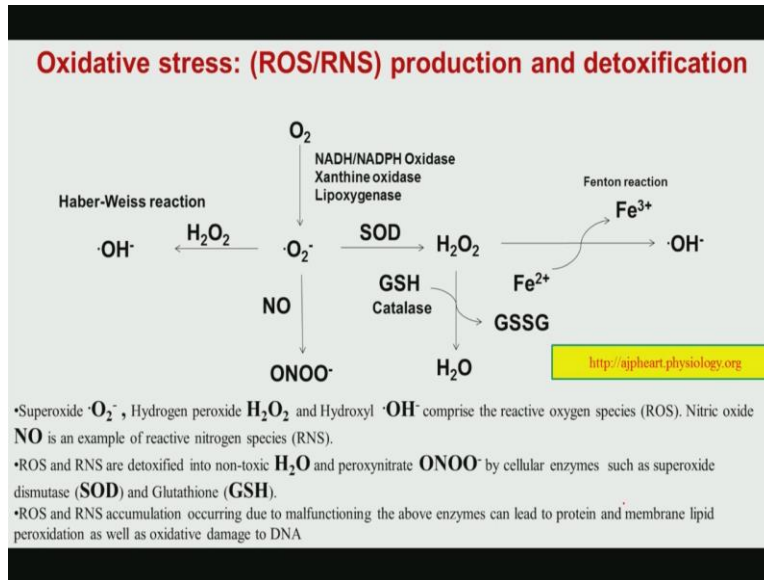 Oxidative stress: (ROS/RNS) production and detoxification
O₂
NADH/NADPH Oxidase
Xanthine oxidase
Lipoxygenase
Fenton reaction
Haber-Weiss reaction
Fe³⁺
·OH⁻
H₂O₂
·O₂⁻
SOD
H₂O₂
·OH⁻
NO
GSH
Catalase
Fe²⁺
GSSG
ONOO⁻
H₂O
http://ajpheart.physiology.org
•Superoxide ·O₂⁻ , Hydrogen peroxide H₂O₂ and Hydroxyl ·OH⁻ comprise the reactive oxygen species (ROS). Nitric oxide
NO is an example of reactive nitrogen species (RNS).
•ROS and RNS are detoxified into non-toxic H₂O and peroxynitrate ONOO⁻ by cellular enzymes such as superoxide
dismutase (SOD) and Glutathione (GSH).
•ROS and RNS accumulation occurring due to malfunctioning the above enzymes can lead to protein and membrane lipid
peroxidation as well as oxidative damage to DNA